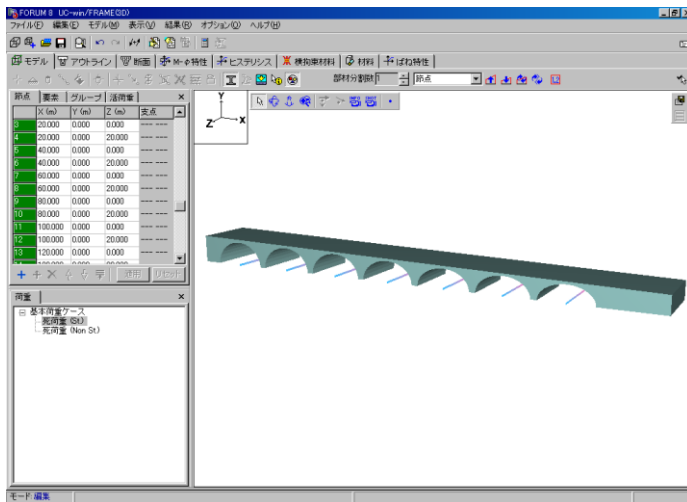 FORUM 8 UC-win/FRAME(3D)
ファイル(F) 編集(E) モデル(M) 表示(V) 結果(R) オプション(O) ヘルプ(H)
モデル アウトライン 断面 M-φ特性 ヒステリシス 横拘束材料 材料 ばね特性
部材分割数 1 節点
節点 要素 グループ 活荷重
X (m) Y (m) Z (m) 支点
3 20.000 0.000 0.000 --- ---
4 20.000 0.000 20.000 --- ---
5 40.000 0.000 0.000 --- ---
6 40.000 0.000 20.000 --- ---
7 60.000 0.000 0.000 --- ---
8 60.000 0.000 20.000 --- ---
9 80.000 0.000 0.000 --- ---
10 80.000 0.000 20.000 --- ---
11 100.000 0.000 0.000 --- ---
12 100.000 0.000 20.000 --- ---
13 120.000 0.000 0.000 --- ---
適用 リセット
Y
Z X
荷重
基本荷重ケース
死荷重 (St)
死荷重 (Non St.)
モード: 編集